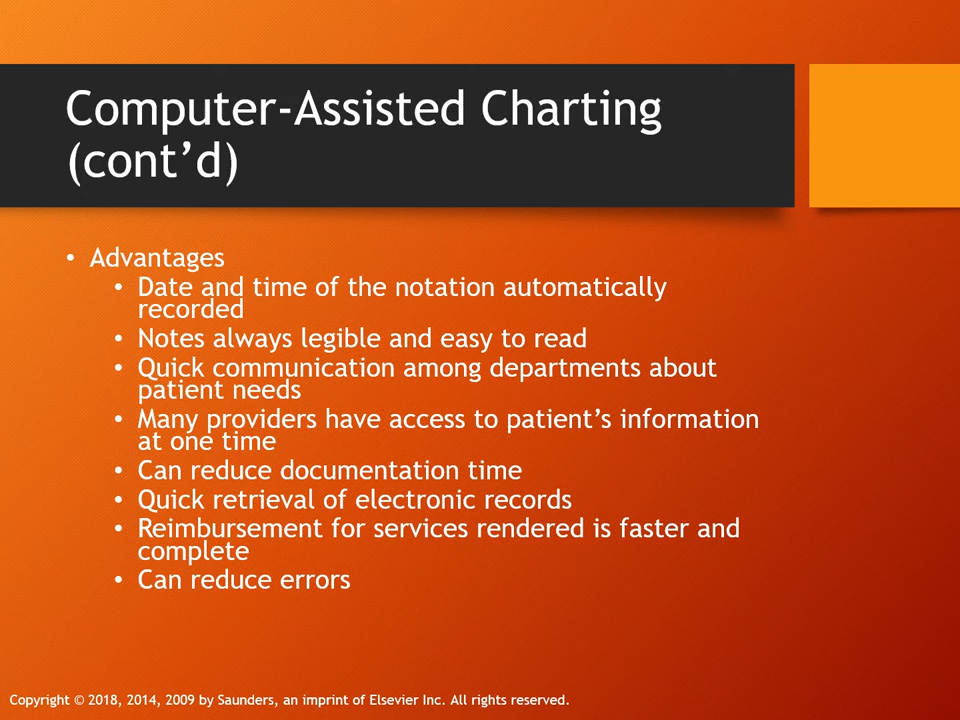 Computer-Assisted Charting
(cont’d)
• Advantages
• Date and time of the notation automatically
recorded
• Notes always legible and easy to read
• Quick communication among departments about
patient needs
• Many providers have access to patient’s information
at one time
• Can reduce documentation time
• Quick retrieval of electronic records
• Reimbursement for services rendered is faster and
complete
• Can reduce errors
Copyright © 2018, 2014, 2009 by Saunders, an imprint of Elsevier Inc. All rights reserved.